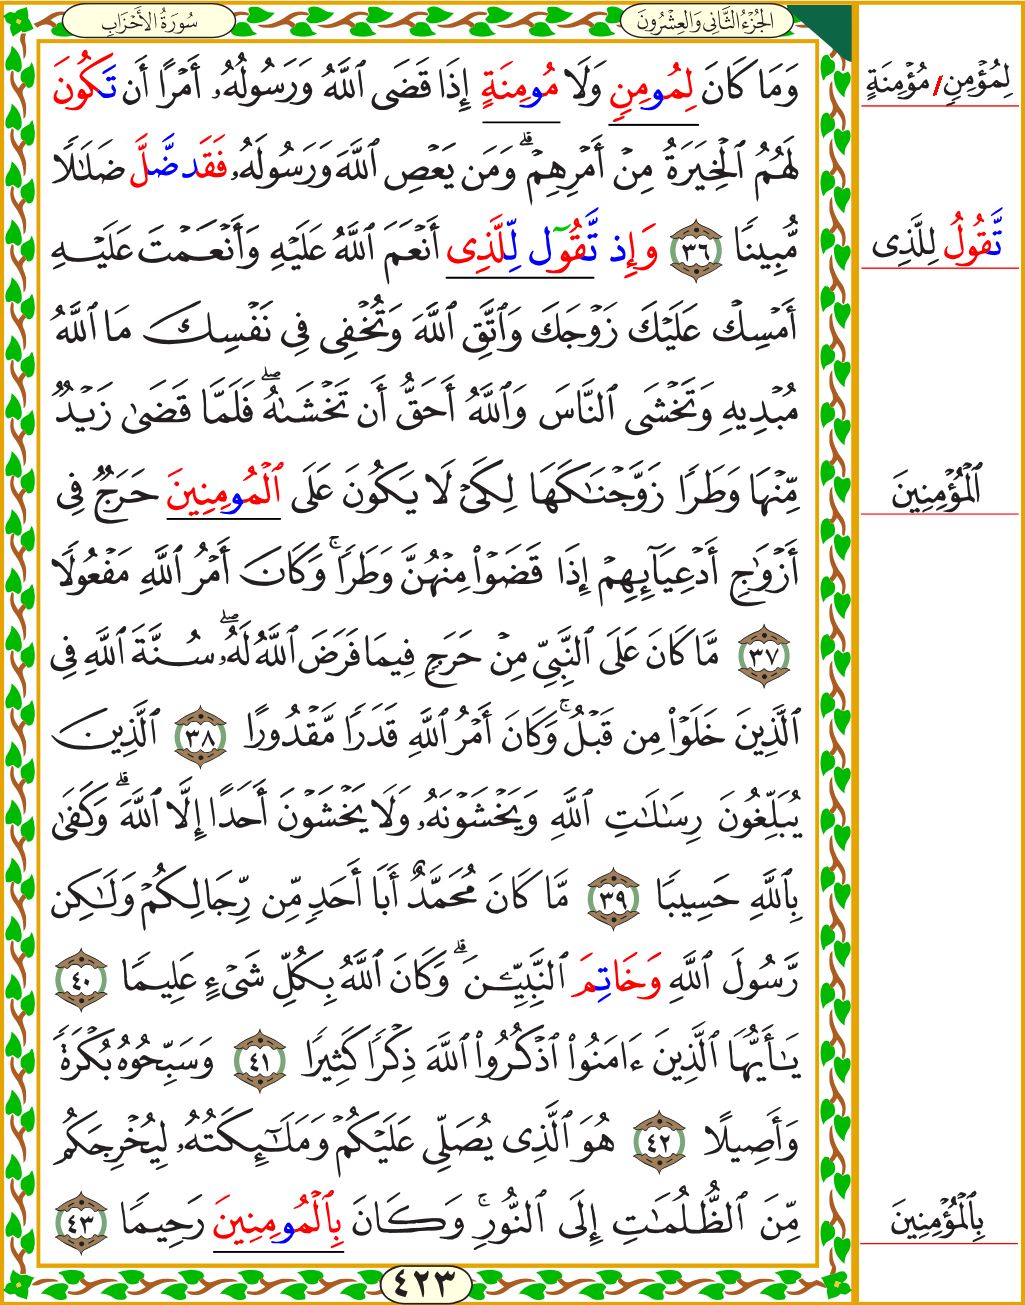 الجُزْءُ الثَّانِى وَالعِشْرُونَ
سُورَةُ الأَحْزَابِ
وَمَا كَانَ لِمُومِنٍ وَلَا مُومِنَةٍ إِذَا قَضَى ٱللَّهُ وَرَسُولُهُۥ أَمْرًا أَن تَكُونَ
لَهُمُ ٱلْخِيَرَةُ مِنْ أَمْرِهِمْ ۗ وَمَن يَعْصِ ٱللَّهَ وَرَسُولَهُۥ فَقَد ضَّلَّ ضَلَٰلًا
مُّبِينًا ٣٦ وَإِذ تَّقُول لِّلَّذِى أَنْعَمَ ٱللَّهُ عَلَيْهِ وَأَنْعَمْتَ عَلَيْهِ
أَمْسِكْ عَلَيْكَ زَوْجَكَ وَٱتَّقِ ٱللَّهَ وَتُخْفِى فِى نَفْسِكَ مَا ٱللَّهُ
مُبْدِيهِ وَتَخْشَى ٱلنَّاسَ وَٱللَّهُ أَحَقُّ أَن تَخْشَىٰهُ ۖ فَلَمَّا قَضَىٰ زَيْدٌ
مِّنْهَا وَطَرًا زَوَّجْنَٰكَهَا لِكَىْ لَا يَكُونَ عَلَى ٱلْمُومِنِينَ حَرَجٌ فِى
أَزْوَٰجِ أَدْعِيَآئِهِمْ إِذَا قَضَوْا۟ مِنْهُنَّ وَطَرًا ۚ وَكَانَ أَمْرُ ٱللَّهِ مَفْعُولًا
٣٧ مَّا كَانَ عَلَى ٱلنَّبِىِّ مِنْ حَرَجٍ فِيمَا فَرَضَ ٱللَّهُ لَهُۥ ۖ سُنَّةَ ٱللَّهِ فِى
ٱلَّذِينَ خَلَوْا۟ مِن قَبْلُ ۚ وَكَانَ أَمْرُ ٱللَّهِ قَدَرًا مَّقْدُورًا ٣٨ ٱلَّذِينَ
يُبَلِّغُونَ رِسَٰلَٰتِ ٱللَّهِ وَيَخْشَوْنَهُۥ وَلَا يَخْشَوْنَ أَحَدًا إِلَّا ٱللَّهَ ۗ وَكَفَىٰ
بِٱللَّهِ حَسِيبًا ٣٩ مَّا كَانَ مُحَمَّدٌ أَبَآ أَحَدٍ مِّن رِّجَالِكُمْ وَلَٰكِن
رَّسُولَ ٱللَّهِ وَخَاتِمَ ٱلنَّبِيِّـۧنَ ۗ وَكَانَ ٱللَّهُ بِكُلِّ شَىْءٍ عَلِيمًا ٤٠
يَٰٓأَيُّهَا ٱلَّذِينَ ءَامَنُوا۟ ٱذْكُرُوا۟ ٱللَّهَ ذِكْرًا كَثِيرًا ٤١ وَسَبِّحُوهُ بُكْرَةً
وَأَصِيلًا ٤٢ هُوَ ٱلَّذِى يُصَلِّى عَلَيْكُمْ وَمَلَٰٓئِكَتُهُۥ لِيُخْرِجَكُم
مِّنَ ٱلظُّلُمَٰتِ إِلَى ٱلنُّورِ ۚ وَكَانَ بِٱلْمُومِنِينَ رَحِيمًا ٤٣
٤٢٣
لِمُؤْمِنٍ/مُؤْمِنَةٍ
تَّقُولُ لِلَّذِى
ٱلْمُؤْمِنِينَ
بِٱلْمُؤْمِنِينَ